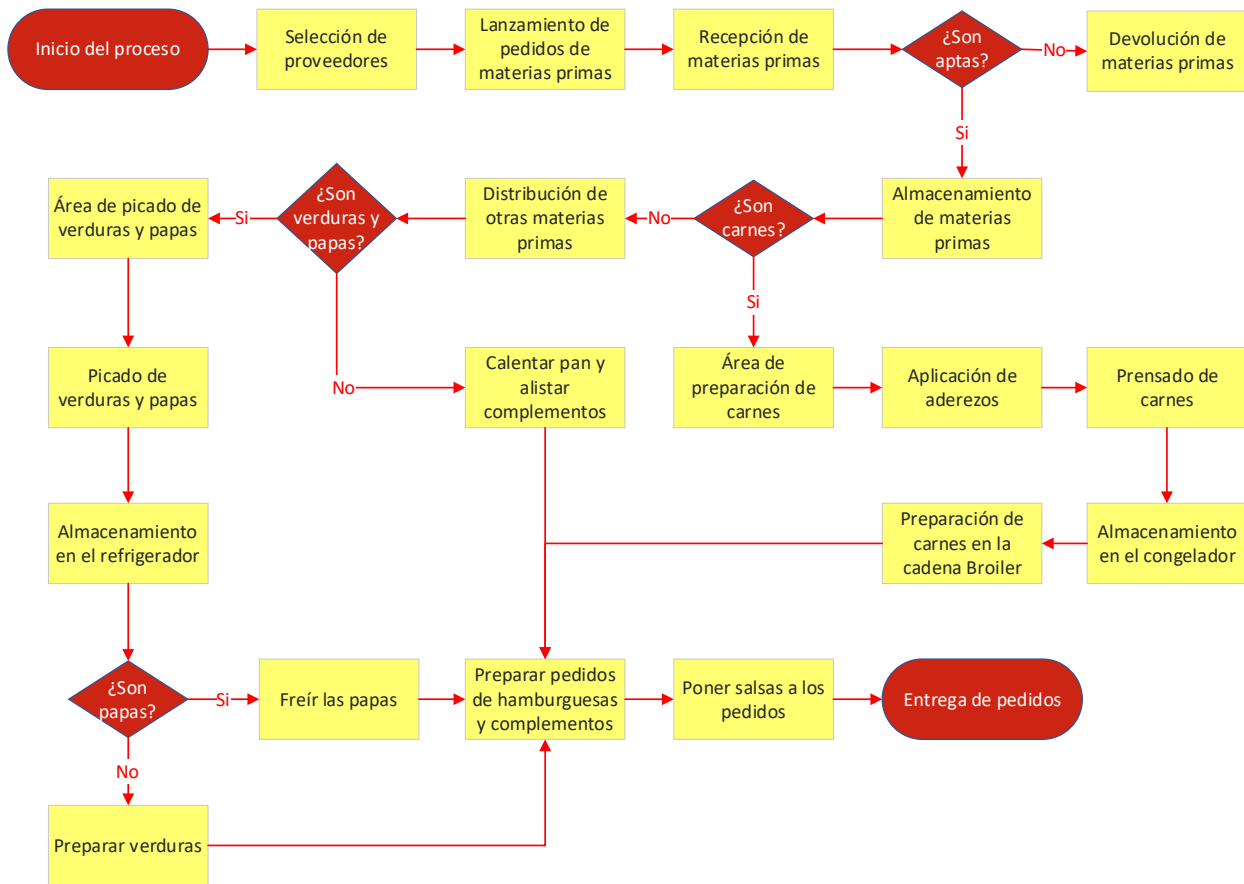 Inicio del proceso
Selección de
proveedores
Lanzamiento de
pedidos de
materias primas
Recepción de
materias primas
¿Son
aptas?
No
Devolución de
materias primas
Si
Almacenamiento
de materias
primas
¿Son
carnes?
No
Distribución de
otras materias
primas
¿Son
verduras y
papas?
Si
Área de picado de
verduras y papas
Si
No
Picado de
verduras y papas
Calentar pan y
alistar
complementos
Área de
preparación de
carnes
Aplicación de
aderezos
Prensado de
carnes
Almacenamiento
en el refrigerador
Preparación de
carnes en la
cadena Broiler
Almacenamiento
en el congelador
¿Son
papas?
Si
Freír las papas
Preparar pedidos
de hamburguesas
y complementos
Poner salsas a los
pedidos
Entrega de pedidos
No
Preparar verduras